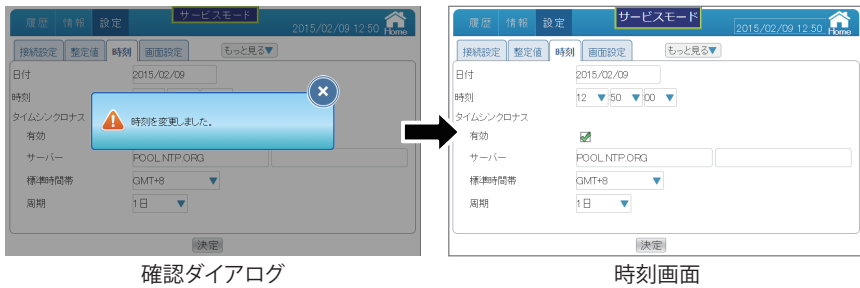 履歴 情報 設定 サービスモード 2015/02/09 12:50 Home
接続設定 整定値 時刻 画面設定 もっと見る▼
日付 2015/02/09
時刻
タイムシンクロナス
時刻を変更しました。
有効
サーバー POOL.NTP.ORG
標準時間帯 GMT+8 ▼
周期 1日 ▼
決定
確認ダイアログ
履歴 情報 設定 サービスモード 2015/02/09 12:50 Home
接続設定 整定値 時刻 画面設定 もっと見る▼
日付 2015/02/09
時刻 12 ▼ 50 ▼ 00 ▼
タイムシンクロナス
有効
サーバー POOL.NTP.ORG
標準時間帯 GMT+8 ▼
周期 1日 ▼
決定
時刻画面